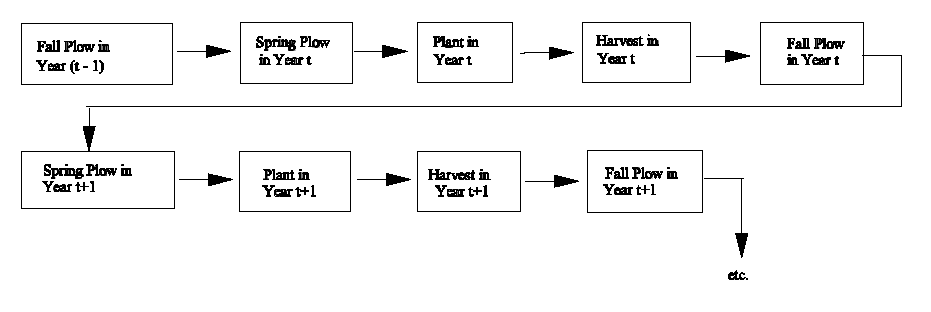 Fall Plow in
Year (t - 1)
Spring Plow
in Year t
Plant in
Year t
Harvest in
Year t
Fall Plow
in Year t
Spring Plow in
Year t+1
Plant in
Year t+1
Harvest in
Year t+1
Fall Plow in
Year t+1
etc.